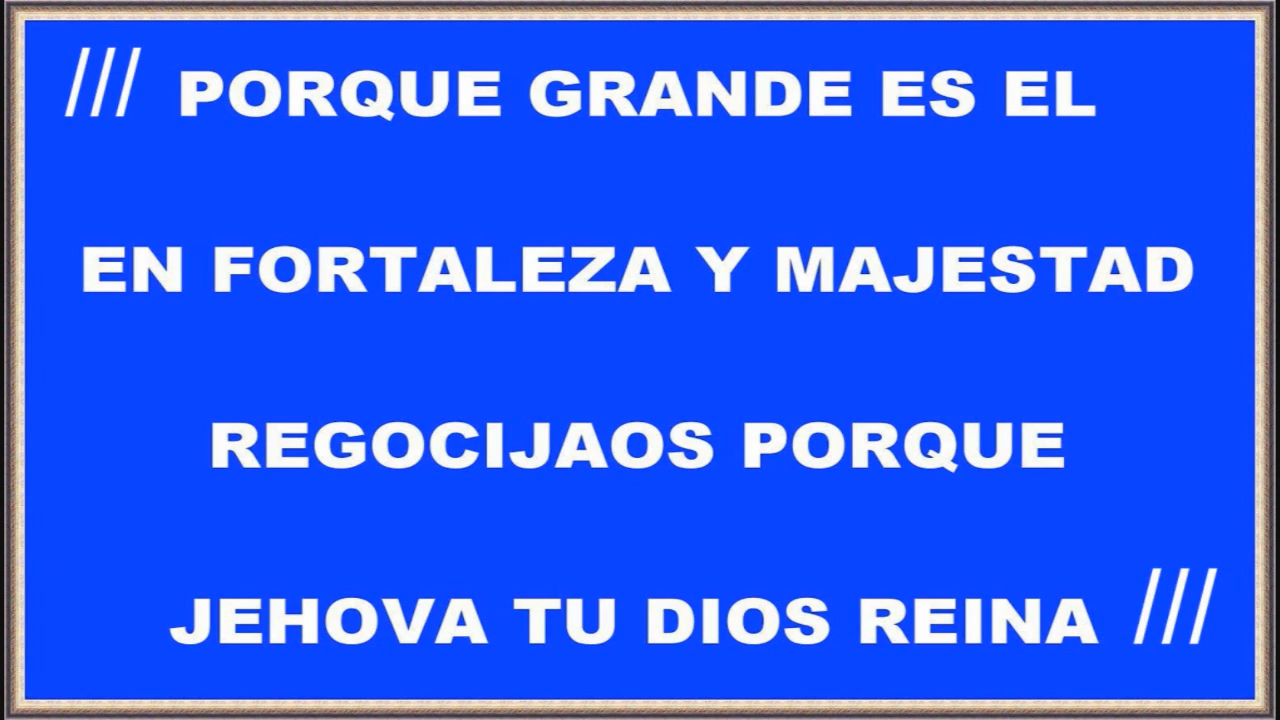 /// PORQUE GRANDE ES EL
EN FORTALEZA Y MAJESTAD
REGOCIJAOS PORQUE
JEHOVA TU DIOS REINA ///